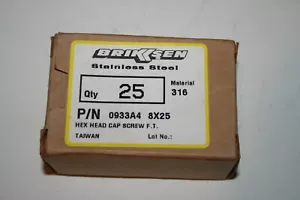 BRIKKSEN
Stainless Steel
Qty 25 Material 316
P/N 0933A4 8X25
HEX HEAD CAP SCREW F.T.
TAIWAN Lot No.: